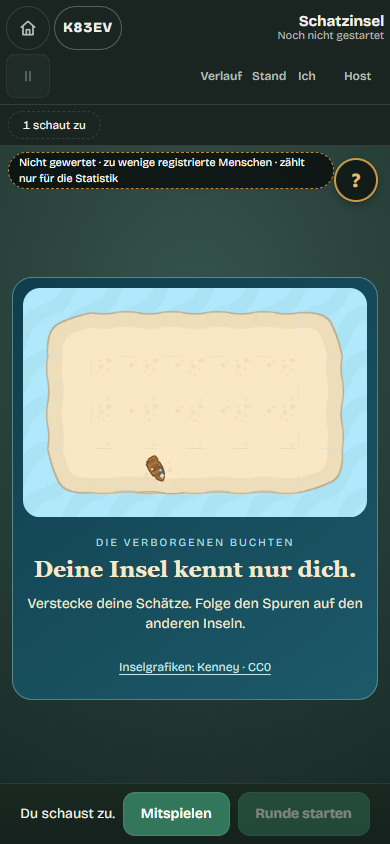 K83EV
Schatzinsel
Noch nicht gestartet
Verlauf Stand Ich Host
1 schaut zu
Nicht gewertet · zu wenige registrierte Menschen · zählt
nur für die Statistik
?
DIE VERBORGENEN BUCHTEN
Deine Insel kennt nur dich.
Verstecke deine Schätze. Folge den Spuren auf den
anderen Inseln.
Inselgrafiken: Kenney · CC0
Du schaust zu. Mitspielen Runde starten